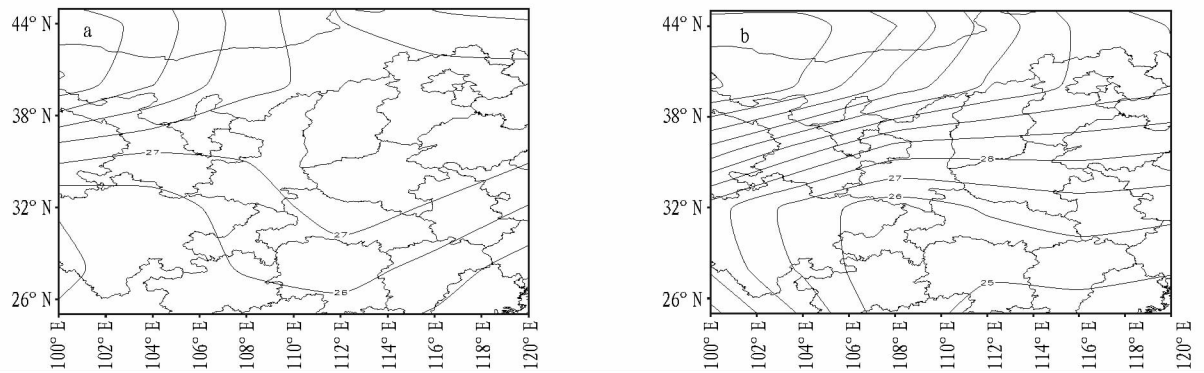 a
44° N
38° N
32° N
26° N
27
27
26
100° E
102° E
104° E
106° E
108° E
110° E
112° E
114° E
116° E
118° E
120° E
b
44° N
38° N
32° N
26° N
28
27
26
25
100° E
102° E
104° E
106° E
108° E
110° E
112° E
114° E
116° E
118° E
120° E